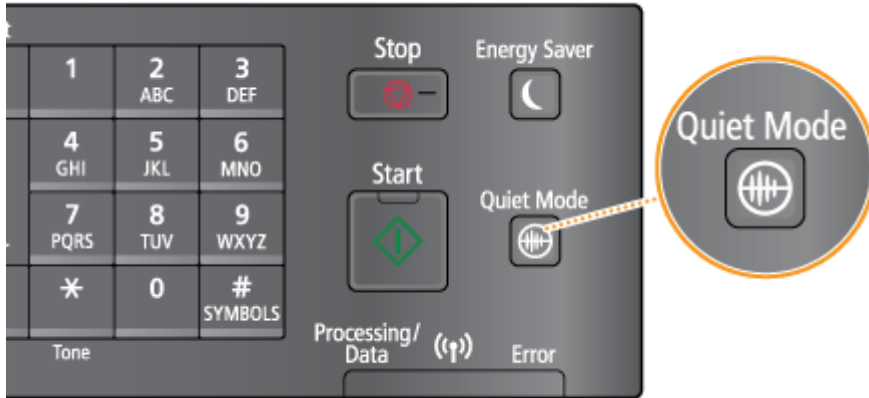 Stop
Energy Saver
1
2
3
ABC
DEF
4
5
6
GHI
JKL
MNO
Start
Quiet Mode
7
8
9
PQRS
TUV
WXYZ
*
0
#
SYMBOLS
Tone
Processing/
Data
Error
Quiet Mode